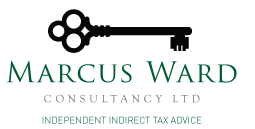 MARCUS WARD
CONSULTANCY LTD
INDEPENDENT INDIRECT TAX ADVICE